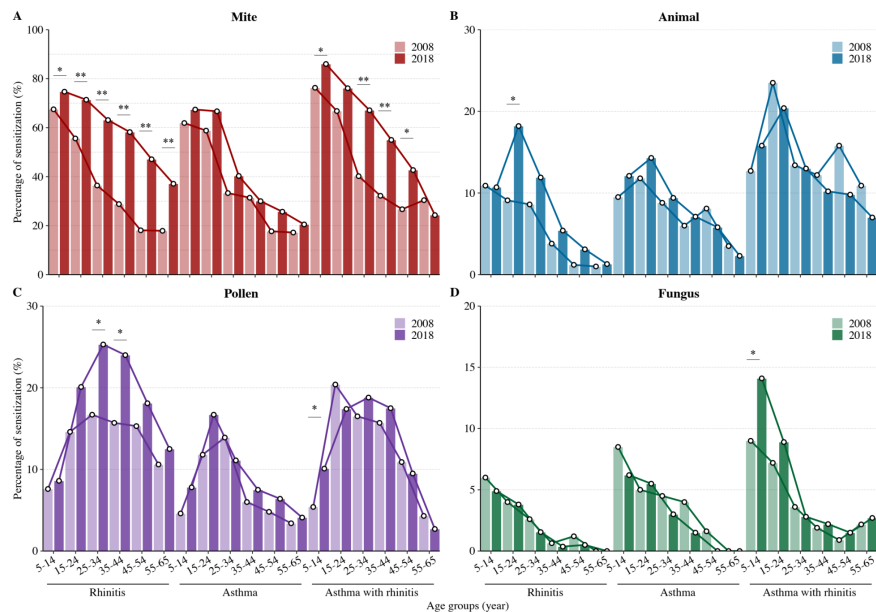 A Mite
Percentage of sensitization (%)
100
80
60
40
20
0
2008
2018
* ** ** ** ** **
* ** ** *
B Animal
30
20
10
0
2008
2018
*
C Pollen
Percentage of sensitization (%)
30
20
10
0
2008
2018
* *
*
5-14 15-24 25-34 35-44 45-54 55-65 5-14 15-24 25-34 35-44 45-54 55-65 5-14 15-24 25-34 35-44 45-54 55-65
Rhinitis Asthma Asthma with rhinitis
D Fungus
20
15
10
5
0
2008
2018
*
5-14 15-24 25-34 35-44 45-54 55-65 5-14 15-24 25-34 35-44 45-54 55-65 5-14 15-24 25-34 35-44 45-54 55-65
Rhinitis Asthma Asthma with rhinitis
Age groups (year)